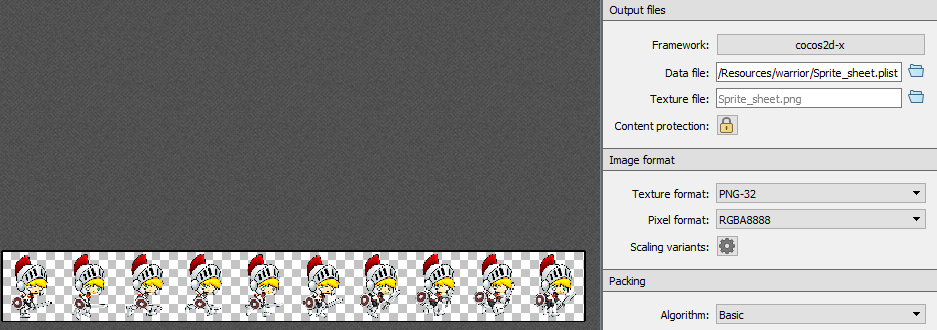 Output files
Framework: cocos2d-x
Data file: /Resources/warrior/Sprite_sheet.plist
Texture file: Sprite_sheet.png
Content protection:
Image format
Texture format: PNG-32
Pixel format: RGBA8888
Scaling variants:
Packing
Algorithm: Basic